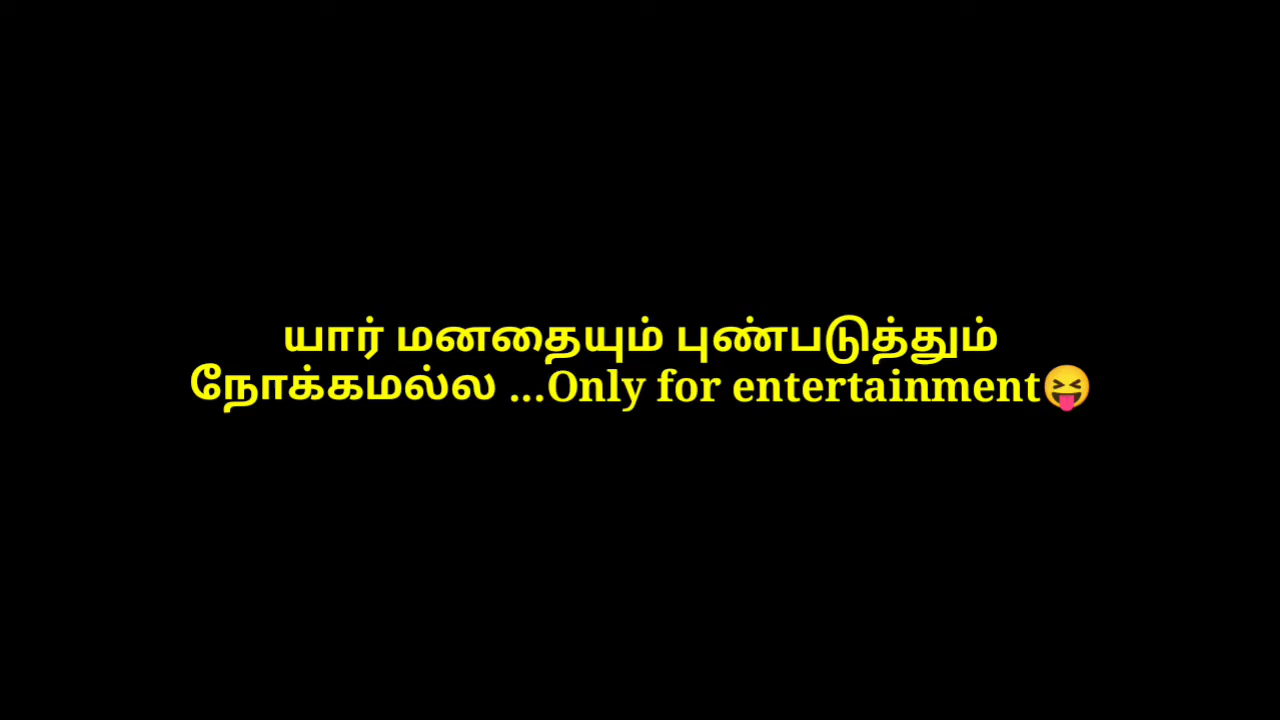 யார் மனதையும் புண்படுத்தும்
நோக்கமல்ல ...Only for entertainment😝